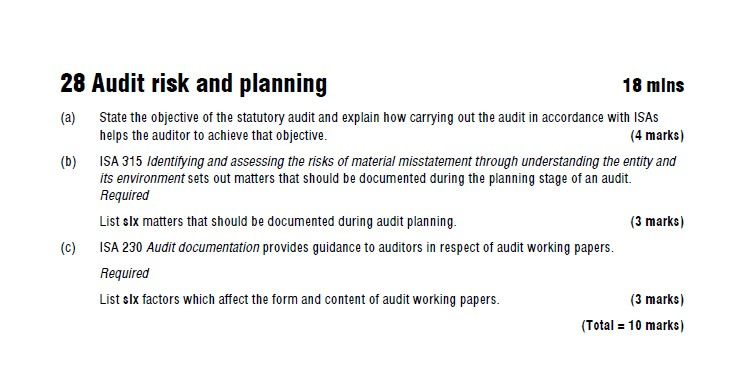 28 Audit risk and planning 18 mins
(a) State the objective of the statutory audit and explain how carrying out the audit in accordance with ISAs
helps the auditor to achieve that objective. (4 marks)
(b) ISA 315 Identifying and assessing the risks of material misstatement through understanding the entity and
its environment sets out matters that should be documented during the planning stage of an audit.
Required
List six matters that should be documented during audit planning. (3 marks)
(c) ISA 230 Audit documentation provides guidance to auditors in respect of audit working papers.
Required
List six factors which affect the form and content of audit working papers. (3 marks)
(Total = 10 marks)